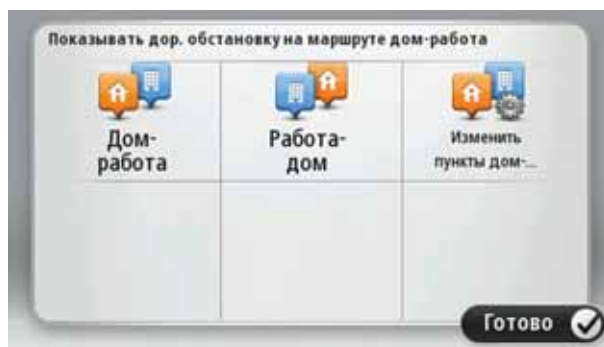 Показывать дор. обстановку на маршруте дом-работа
Дом-
работа
Работа-
дом
Изменить
пункты дом-...
Готово